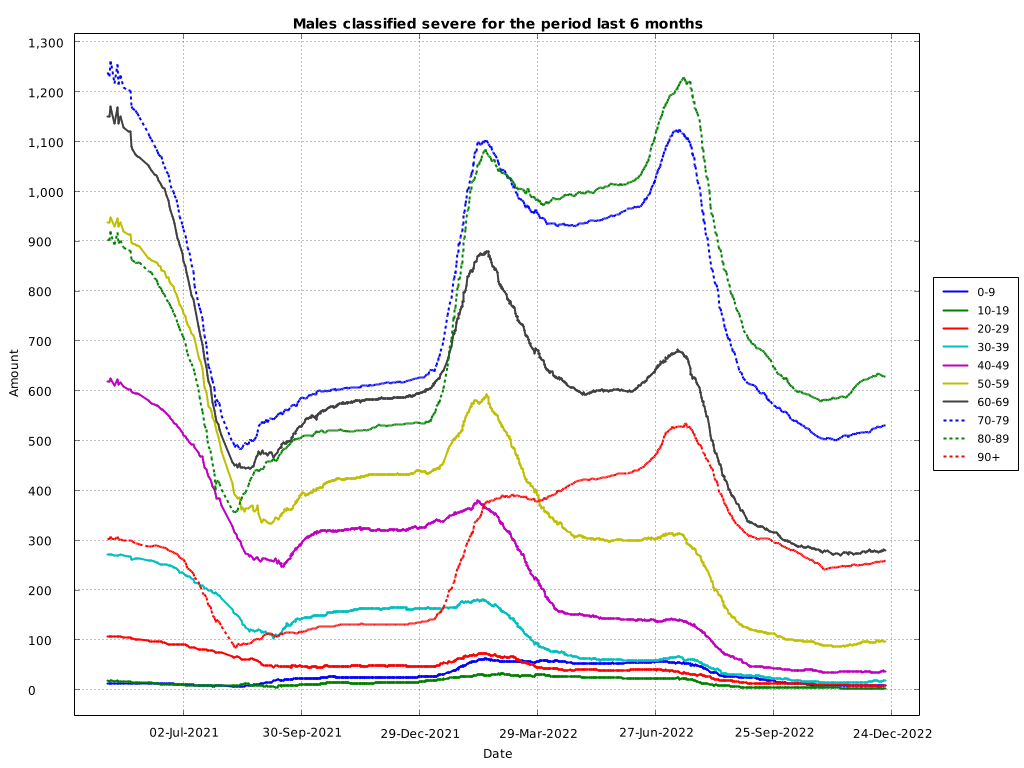 Males classified severe for the period last 6 months
1,300
1,200
1,100
1,000
900
800
700
600
500
400
300
200
100
0
Amount
02-Jul-2021
30-Sep-2021
29-Dec-2021
29-Mar-2022
27-Jun-2022
25-Sep-2022
24-Dec-2022
Date
0-9
10-19
20-29
30-39
40-49
50-59
60-69
70-79
80-89
90+